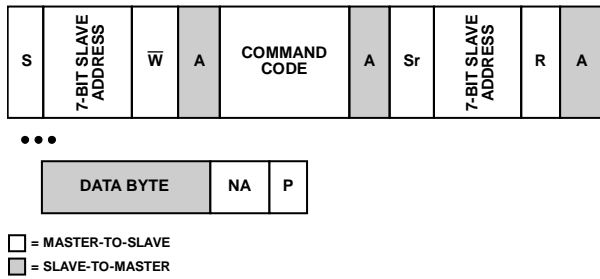 S 7-BIT SLAVE ADDRESS W̅ A COMMAND CODE A Sr 7-BIT SLAVE ADDRESS R A
•••
DATA BYTE NA P
= MASTER-TO-SLAVE
= SLAVE-TO-MASTER